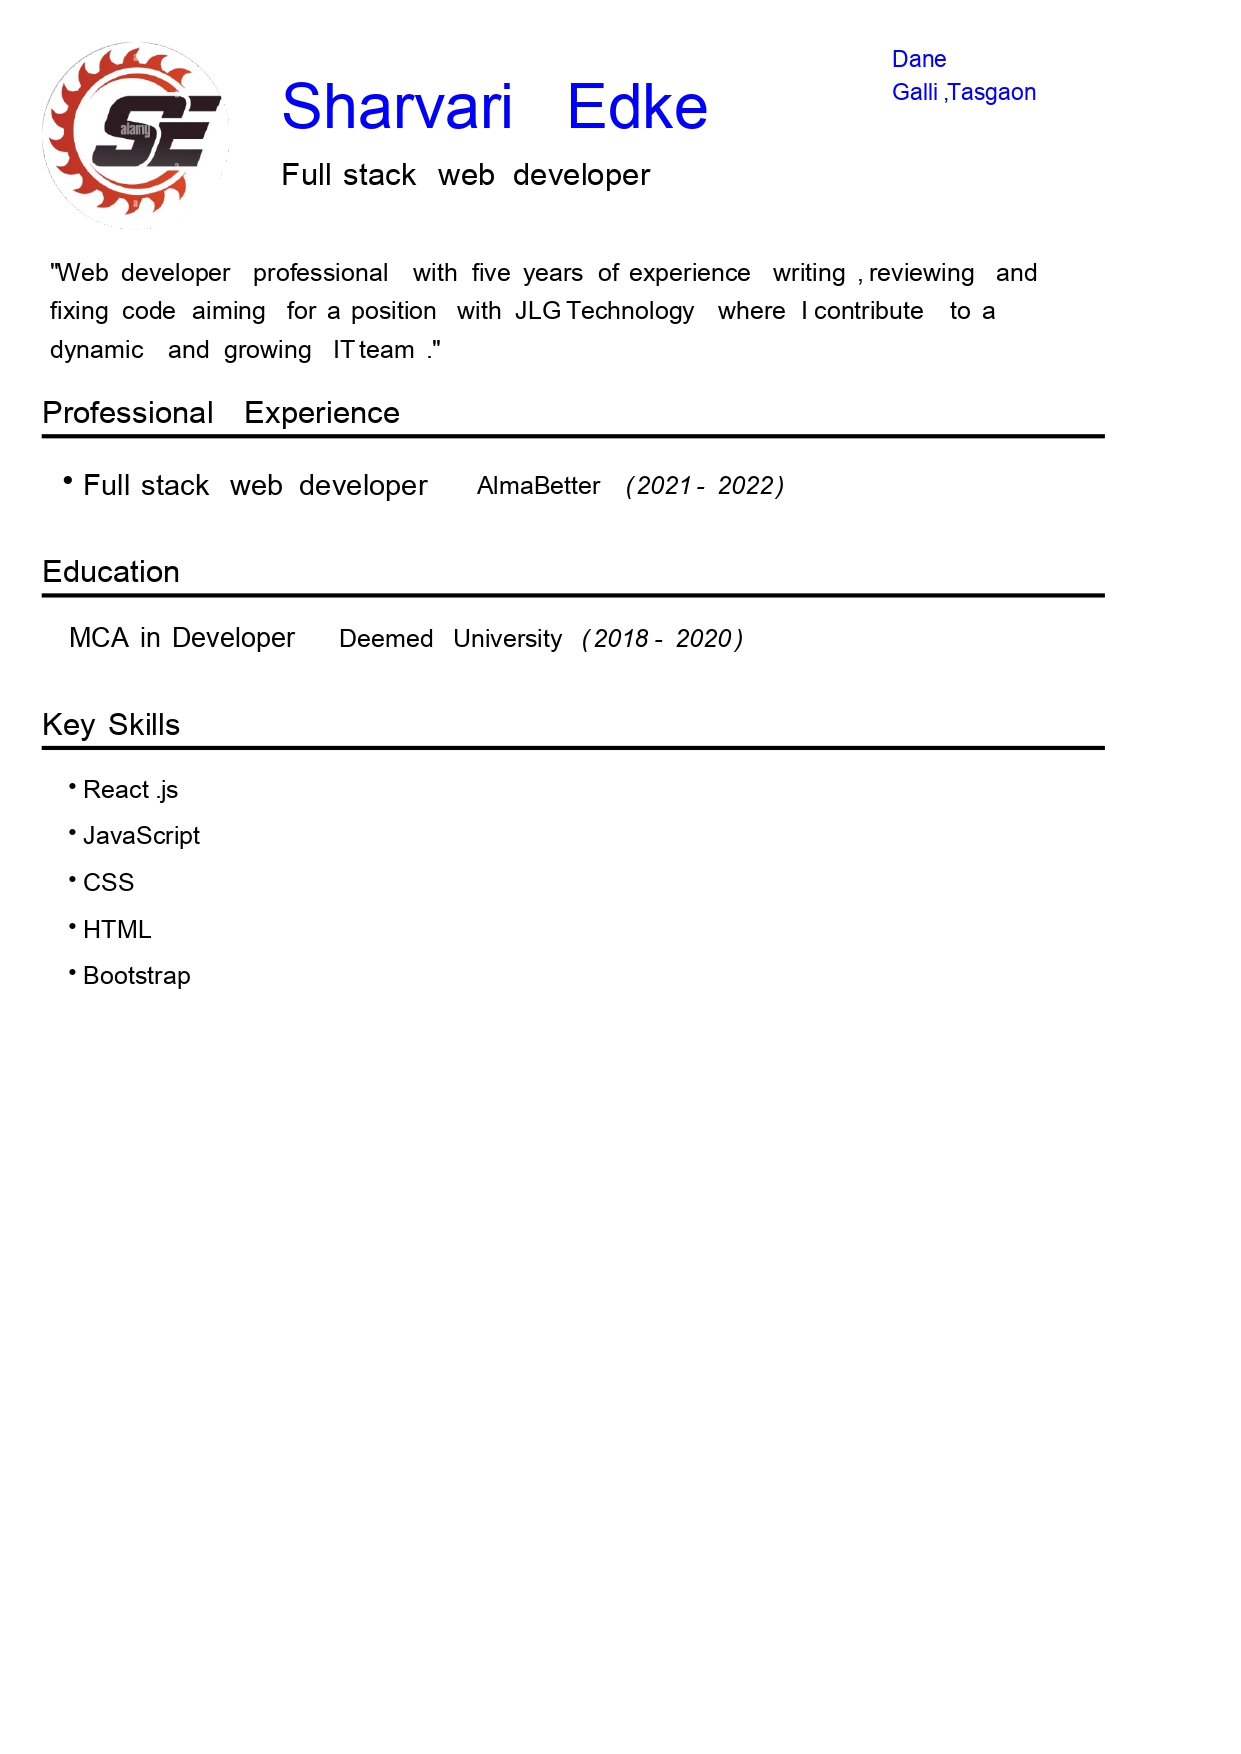 Dane
Galli ,Tasgaon
SE
alamy
a
a
a
Sharvari Edke
Full stack web developer
"Web developer professional with five years of experience writing , reviewing and
fixing code aiming for a position with JLG Technology where I contribute to a
dynamic and growing IT team ."
Professional Experience
• Full stack web developer AlmaBetter (2021 - 2022)
Education
MCA in Developer Deemed University (2018 - 2020)
Key Skills
• React .js
• JavaScript
• CSS
• HTML
• Bootstrap